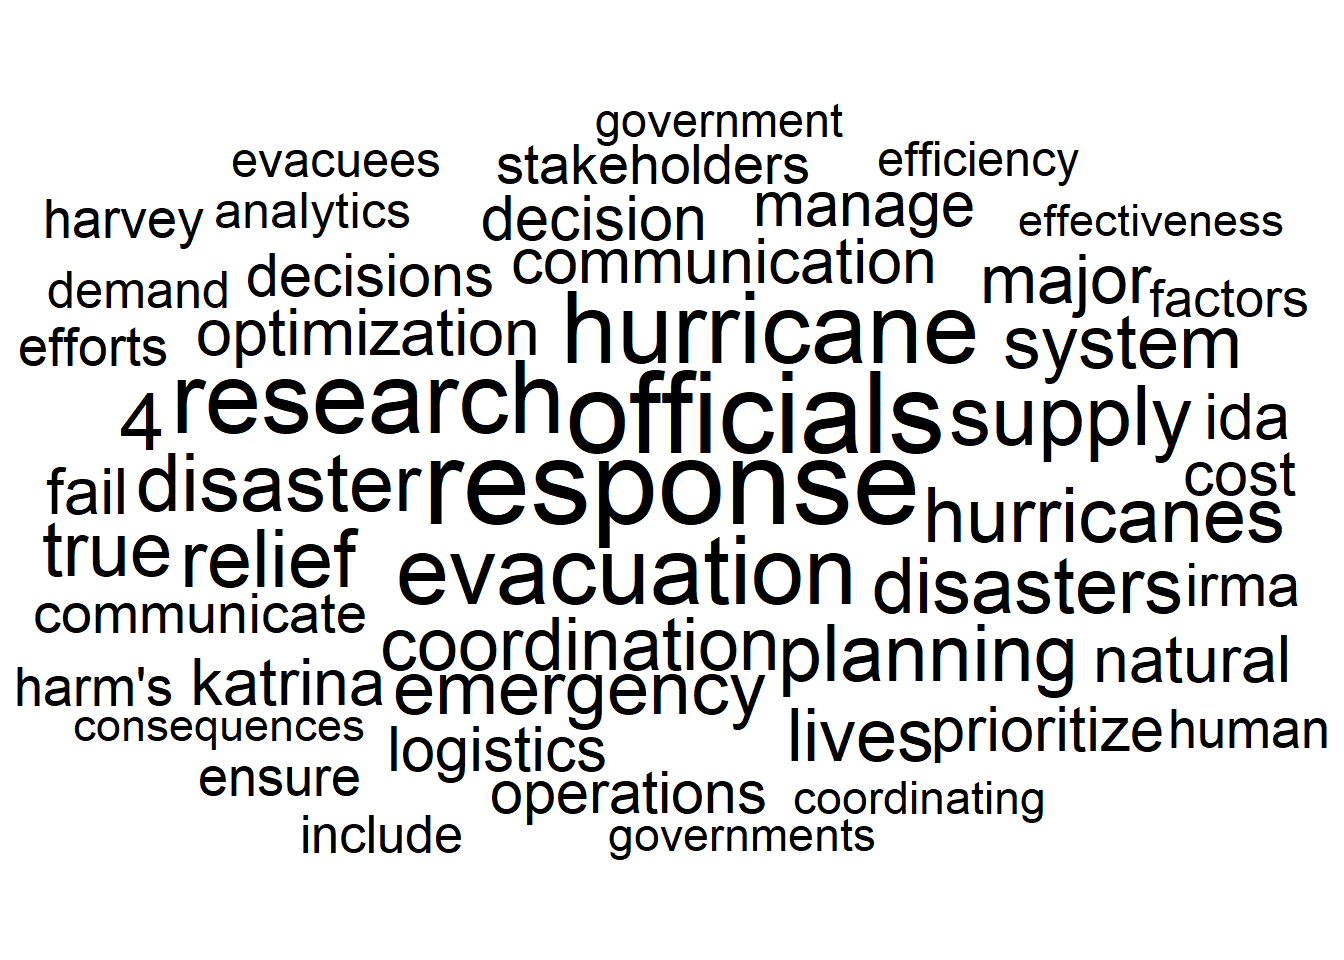 government
evacuees stakeholders efficiency
harvey analytics decision manage effectiveness
demand decisions communication major factors
efforts optimization hurricane system
4 research officials supply ida
fail disaster response hurricanes cost
true relief evacuation disasters irma
communicate coordination planning natural
harm's katrina emergency
consequences logistics lives prioritize human
ensure operations coordinating
include governments